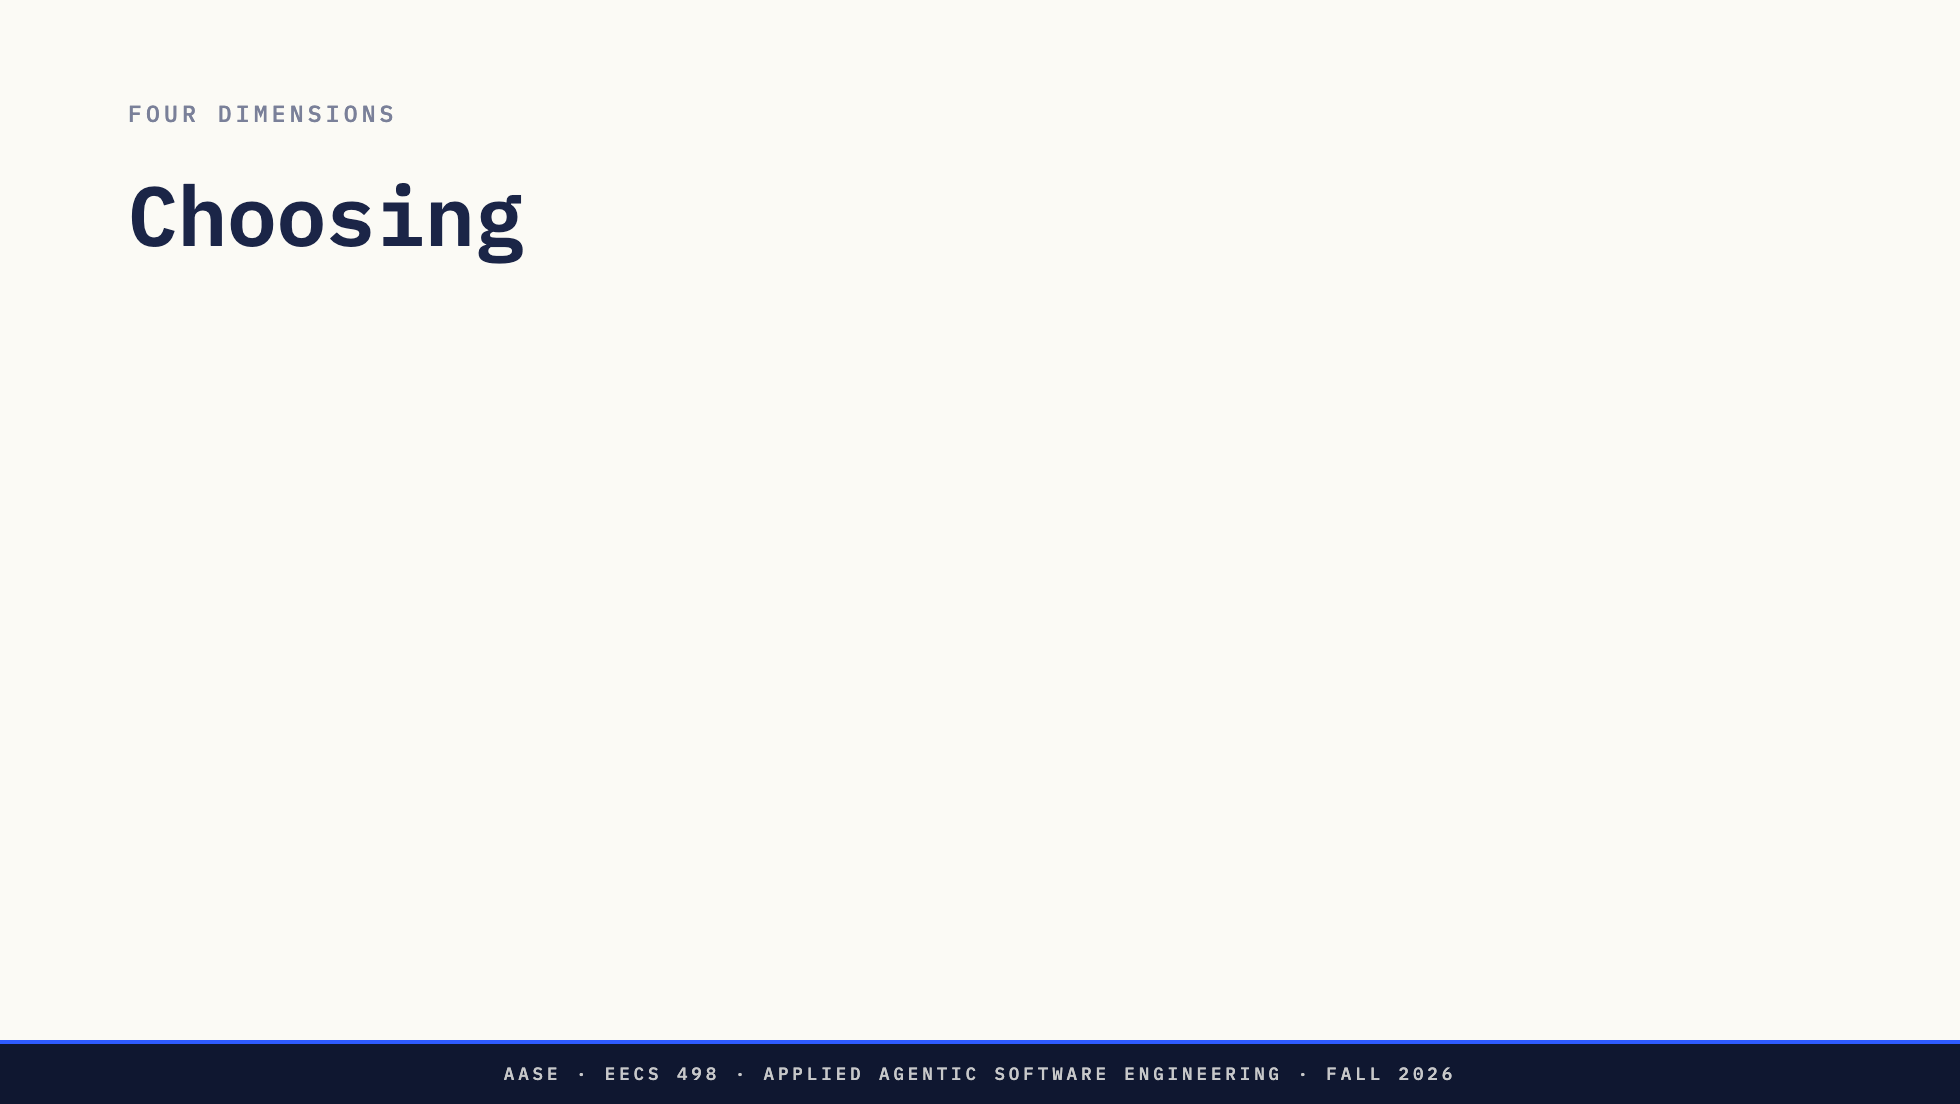 FOUR DIMENSIONS
Choosing
AASE · EECS 498 · APPLIED AGENTIC SOFTWARE ENGINEERING · FALL 2026